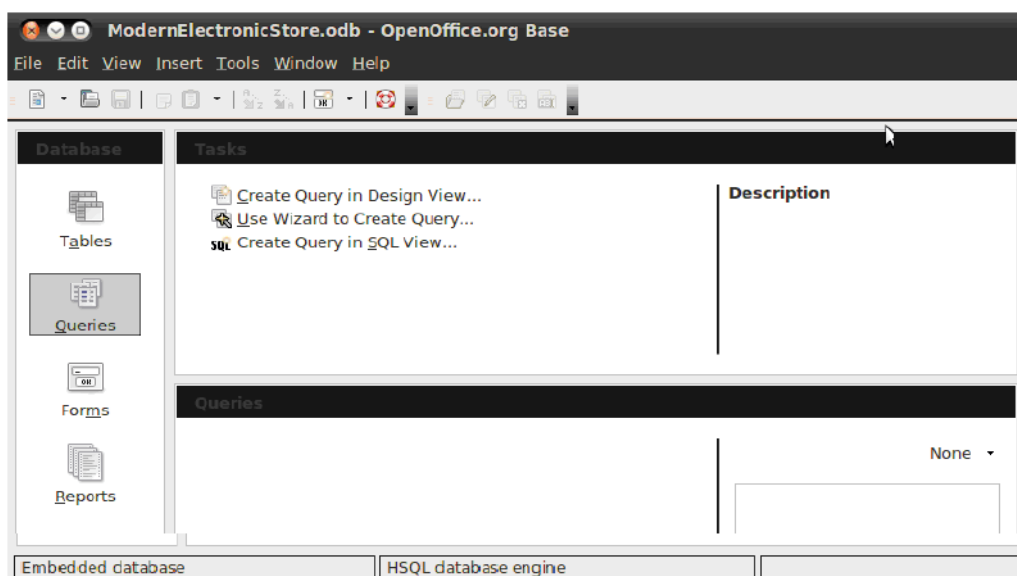 ModernElectronicStore.odb - OpenOffice.org Base
File Edit View Insert Tools Window Help
Database
Tasks
Create Query in Design View...
Use Wizard to Create Query...
SQL Create Query in SQL View...
Description
Tables
Queries
Forms
Reports
Queries
None
Embedded database
HSQL database engine